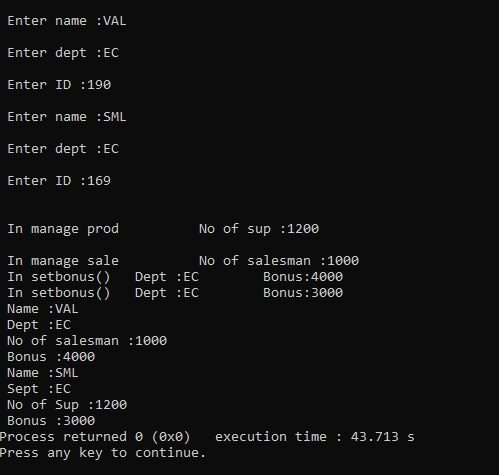 Enter name :VAL
Enter dept :EC
Enter ID :190
Enter name :SML
Enter dept :EC
Enter ID :169
In manage prod No of sup :1200
In manage sale No of salesman :1000
In setbonus() Dept :EC Bonus:4000
In setbonus() Dept :EC Bonus:3000
Name :VAL
Dept :EC
No of salesman :1000
Bonus :4000
Name :SML
Sept :EC
No of Sup :1200
Bonus :3000
Process returned 0 (0x0) execution time : 43.713 s
Press any key to continue.